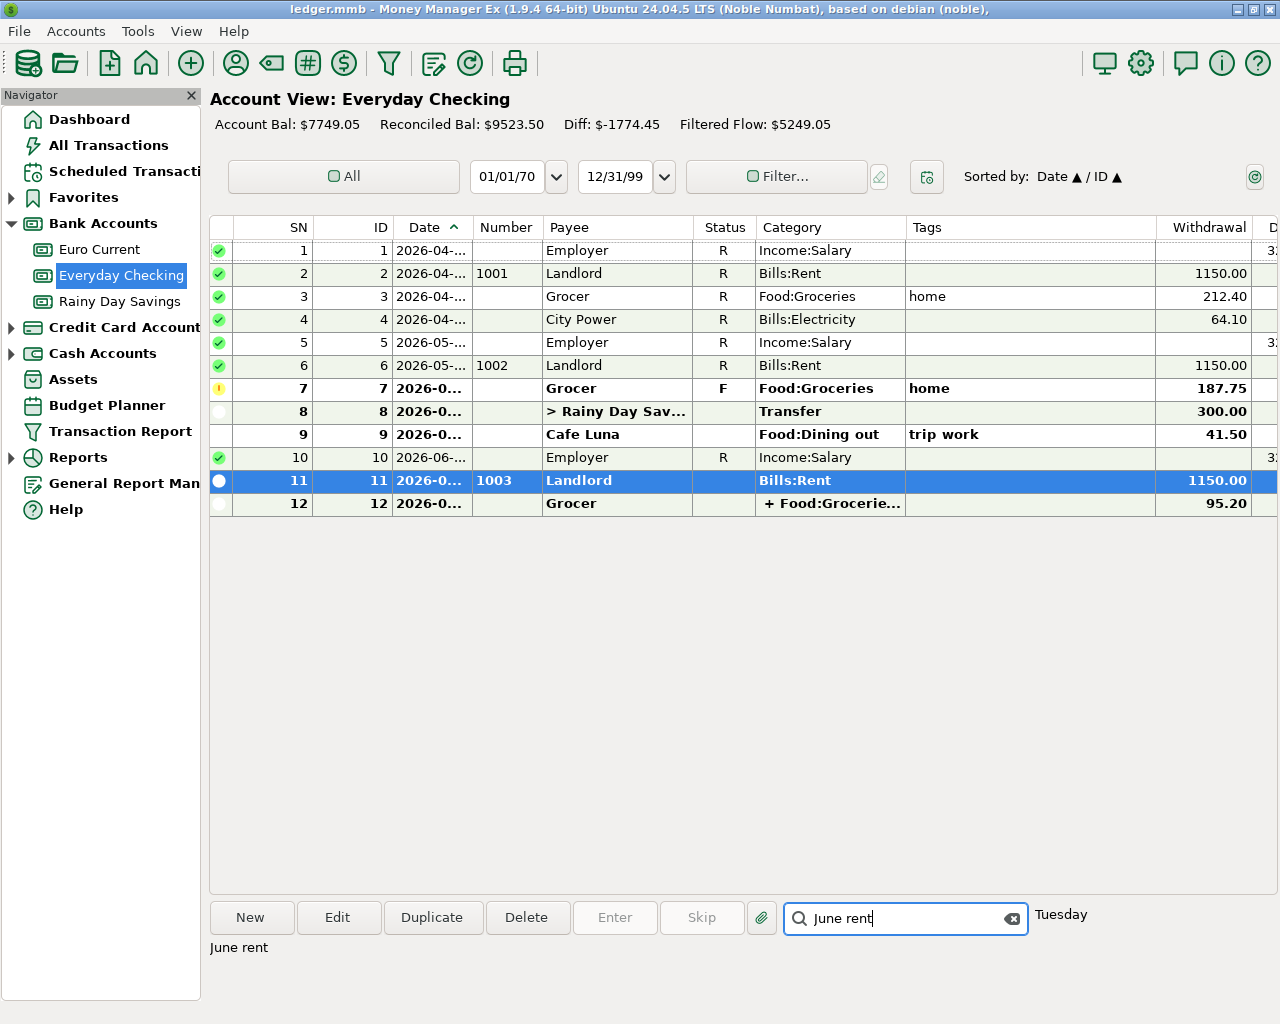 ledger.mmb - Money Manager Ex (1.9.4 64-bit) Ubuntu 24.04.5 LTS (Noble Numbat), based on debian (noble),
File Accounts Tools View Help
Navigator
Dashboard
All Transactions
Scheduled Transacti
Favorites
Bank Accounts
Euro Current
Everyday Checking
Rainy Day Savings
Credit Card Account
Cash Accounts
Assets
Budget Planner
Transaction Report
Reports
General Report Man
Help
Account View: Everyday Checking
Account Bal: $7749.05 Reconciled Bal: $9523.50 Diff: $-1774.45 Filtered Flow: $5249.05
All 01/01/70 12/31/99 Filter... Sorted by: Date ▲ / ID ▲
SN ID Date Number Payee Status Category Tags Withdrawal D
1 1 2026-04-... Employer R Income:Salary 32
2 2 2026-04-... 1001 Landlord R Bills:Rent 1150.00
3 3 2026-04-... Grocer R Food:Groceries home 212.40
4 4 2026-04-... City Power R Bills:Electricity 64.10
5 5 2026-05-... Employer R Income:Salary 32
6 6 2026-05-... 1002 Landlord R Bills:Rent 1150.00
7 7 2026-0... Grocer F Food:Groceries home 187.75
8 8 2026-0... > Rainy Day Sav... Transfer 300.00
9 9 2026-0... Cafe Luna Food:Dining out trip work 41.50
10 10 2026-06-... Employer R Income:Salary 32
11 11 2026-0... 1003 Landlord Bills:Rent 1150.00
12 12 2026-0... Grocer + Food:Grocerie... 95.20
New Edit Duplicate Delete Enter Skip June rent Tuesday
June rent